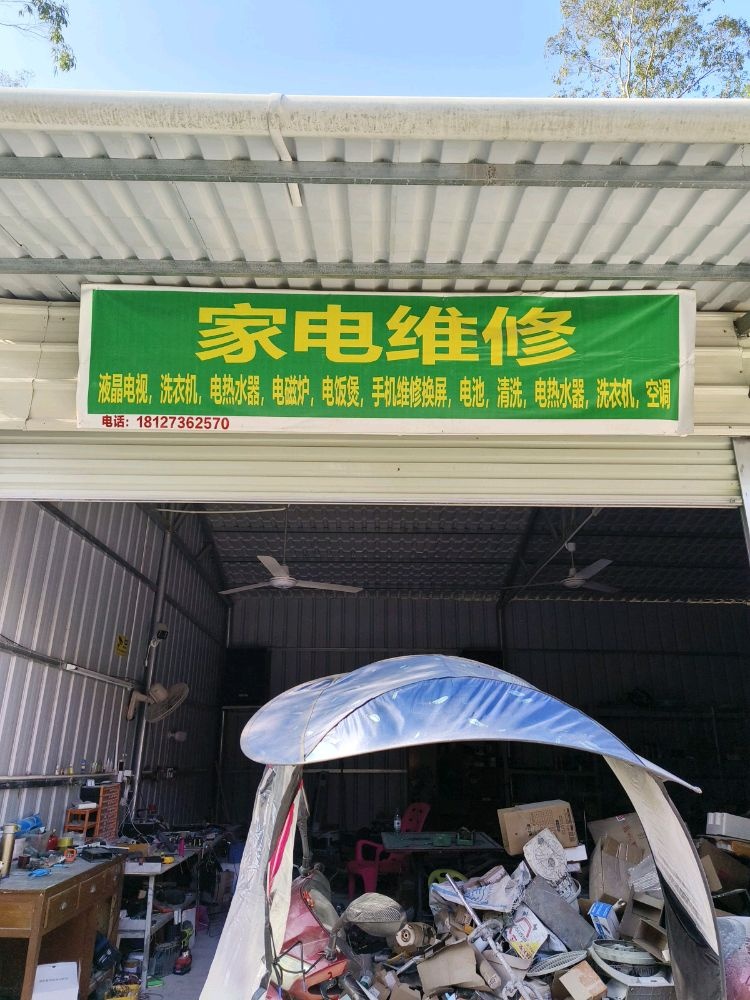 家电维修
液晶电视，洗衣机，电热水器，电磁炉，电饭煲，手机维修换屏，电池，清洗，电热水器，洗衣机，空调
电话：18127362570